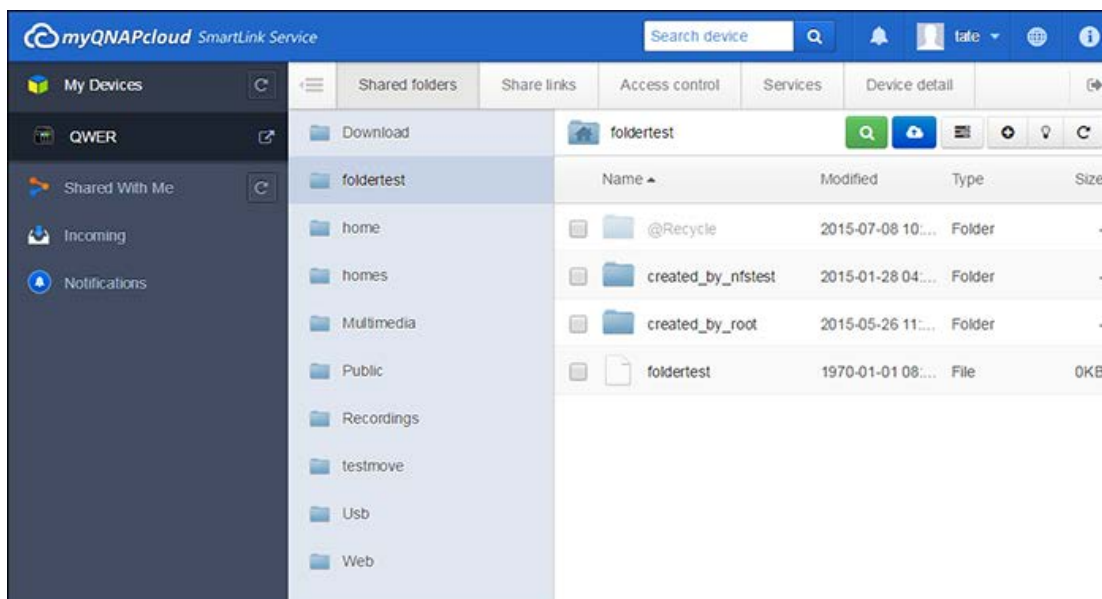 myQNAPcloud SmartLink Service
Search device
tate
My Devices
QWER
Shared With Me
Incoming
Notifications
Shared folders Share links Access control Services Device detail
Download
foldertest
home
homes
Multimedia
Public
Recordings
testmove
Usb
Web
foldertest
Name Modified Type Size
@Recycle 2015-07-08 10:... Folder
created_by_nfstest 2015-01-28 04:... Folder
created_by_root 2015-05-26 11:... Folder
foldertest 1970-01-01 08:... File 0KB